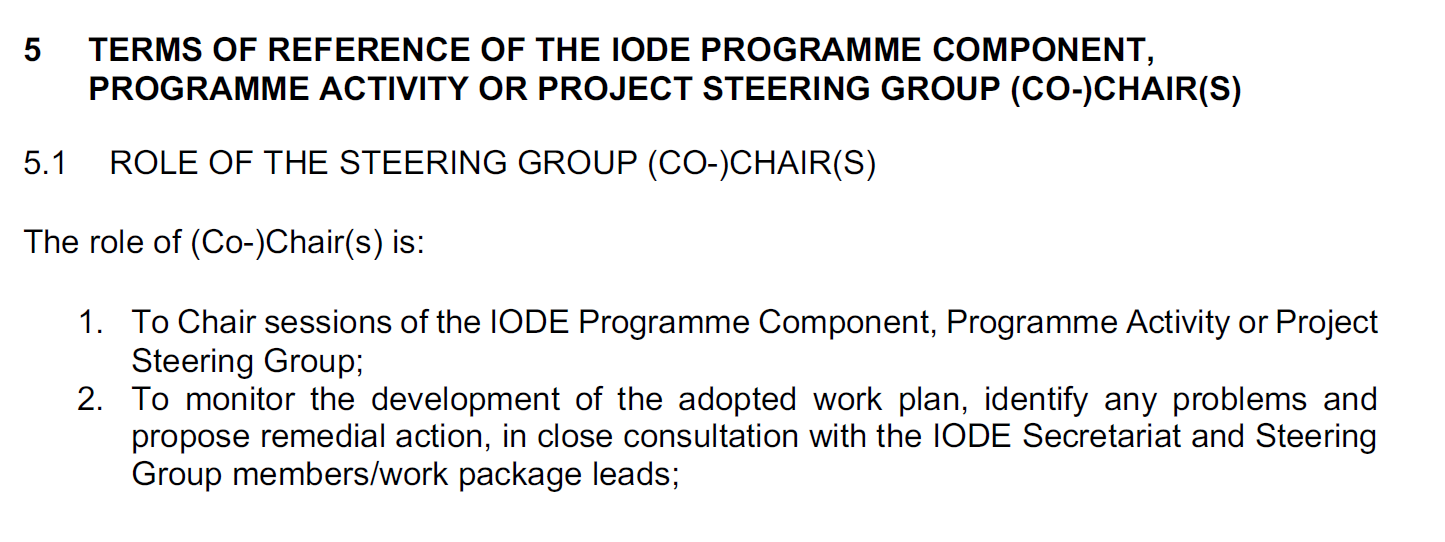 5 TERMS OF REFERENCE OF THE IODE PROGRAMME COMPONENT,
PROGRAMME ACTIVITY OR PROJECT STEERING GROUP (CO-)CHAIR(S)
5.1 ROLE OF THE STEERING GROUP (CO-)CHAIR(S)
The role of (Co-)Chair(s) is:
1. To Chair sessions of the IODE Programme Component, Programme Activity or Project
Steering Group;
2. To monitor the development of the adopted work plan, identify any problems and
propose remedial action, in close consultation with the IODE Secretariat and Steering
Group members/work package leads;